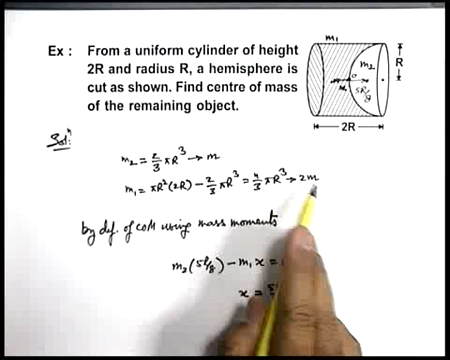 Ex : From a uniform cylinder of height
2R and radius R, a hemisphere is
cut as shown. Find centre of mass
of the remaining object.
m₁
m₂
R
o
5R/8
2R
Solⁿ:
m₂ = 2/3 πR³ → m
m₁ = πR²(2R) − 2/3 πR³ = 4/3 πR³ → 2m
by def. of COM using mass moments
m₂(5R/8) − m₁x =
x =